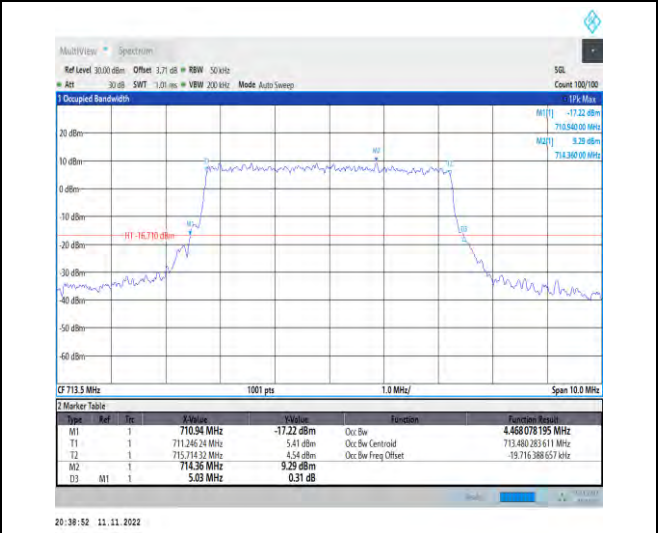 MultiView Spectrum
Ref Level 30.00 dBm Offset 3.71 dB RBW 50 kHz SGL
Att 30 dB SWT 1.01 ms VBW 200 kHz Mode Auto Sweep Count 100/100
1 Occupied Bandwidth 1Pk Max
M1[1] -17.22 dBm
710.940 00 MHz
M2[1] 9.29 dBm
714.360 00 MHz
20 dBm
10 dBm
0 dBm
-10 dBm
-20 dBm
-30 dBm
-40 dBm
-50 dBm
-60 dBm
T1
M2
T2
M1
D3
H1 -16.710 dBm
CF 713.5 MHz 1001 pts 1.0 MHz/ Span 10.0 MHz
2 Marker Table
Type Ref Trc X-Value Y-Value Function Function Result
M1 1 710.94 MHz -17.22 dBm Occ Bw 4.468 078 195 MHz
T1 1 711.246 24 MHz 5.41 dBm Occ Bw Centroid 713.480 283 611 MHz
T2 1 715.714 32 MHz 4.54 dBm Occ Bw Freq Offset -19.716 388 657 kHz
M2 1 714.36 MHz 9.29 dBm
D3 M1 1 5.03 MHz 0.31 dB
20:38:52 11.11.2022